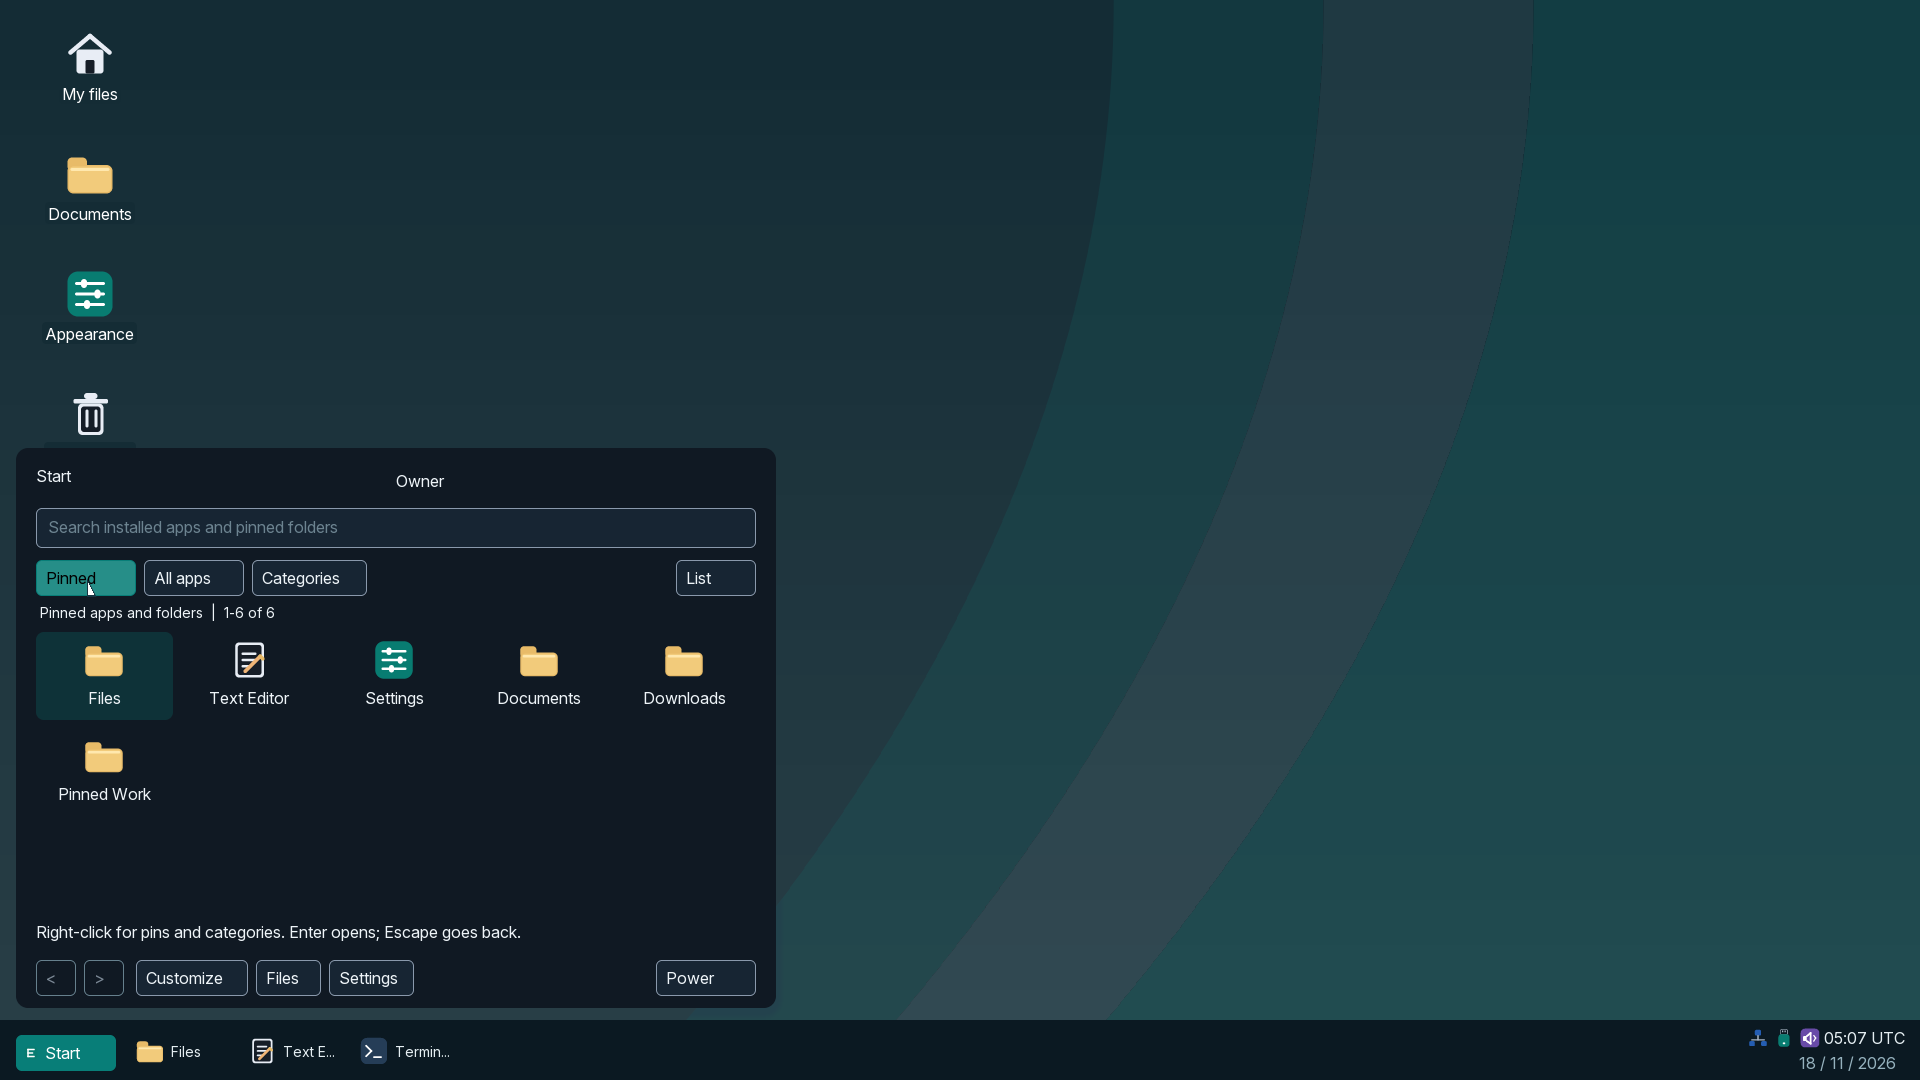 My files
Documents
Appearance
Start
Owner
Search installed apps and pinned folders
Pinned
All apps
Categories
List
Pinned apps and folders | 1-6 of 6
Files
Text Editor
Settings
Documents
Downloads
Pinned Work
Right-click for pins and categories. Enter opens; Escape goes back.
<
>
Customize
Files
Settings
Power
E Start
Files
Text E...
Termin...
05:07 UTC
18 / 11 / 2026